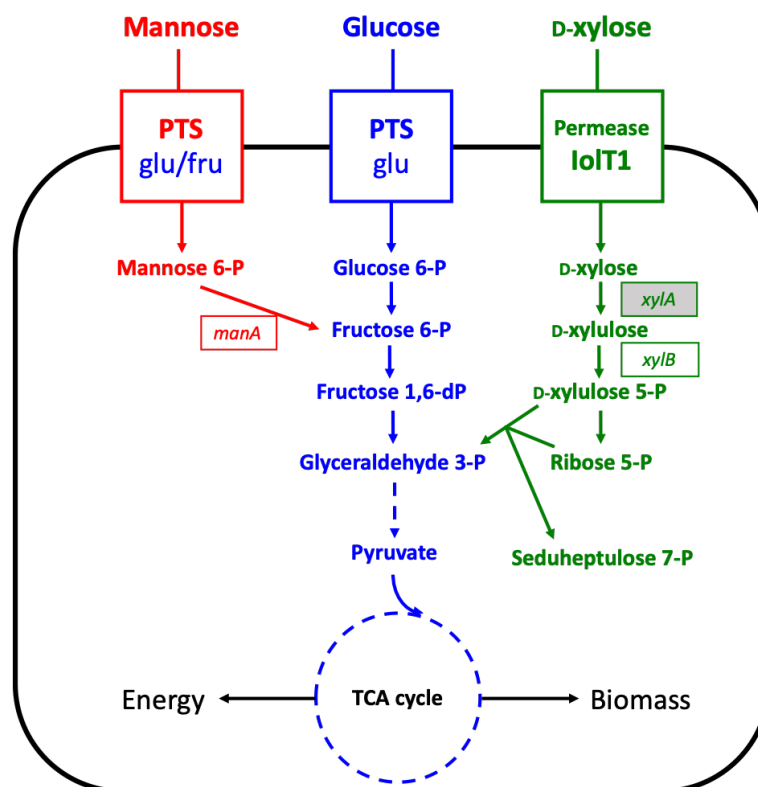 Mannose Glucose D-xylose
PTS PTS Permease
glu/fru glu IolT1
Mannose 6-P Glucose 6-P D-xylose
xylA
manA Fructose 6-P D-xylulose
xylB
Fructose 1,6-dP D-xylulose 5-P
Glyceraldehyde 3-P Ribose 5-P
Pyruvate Seduheptulose 7-P
Energy TCA cycle Biomass